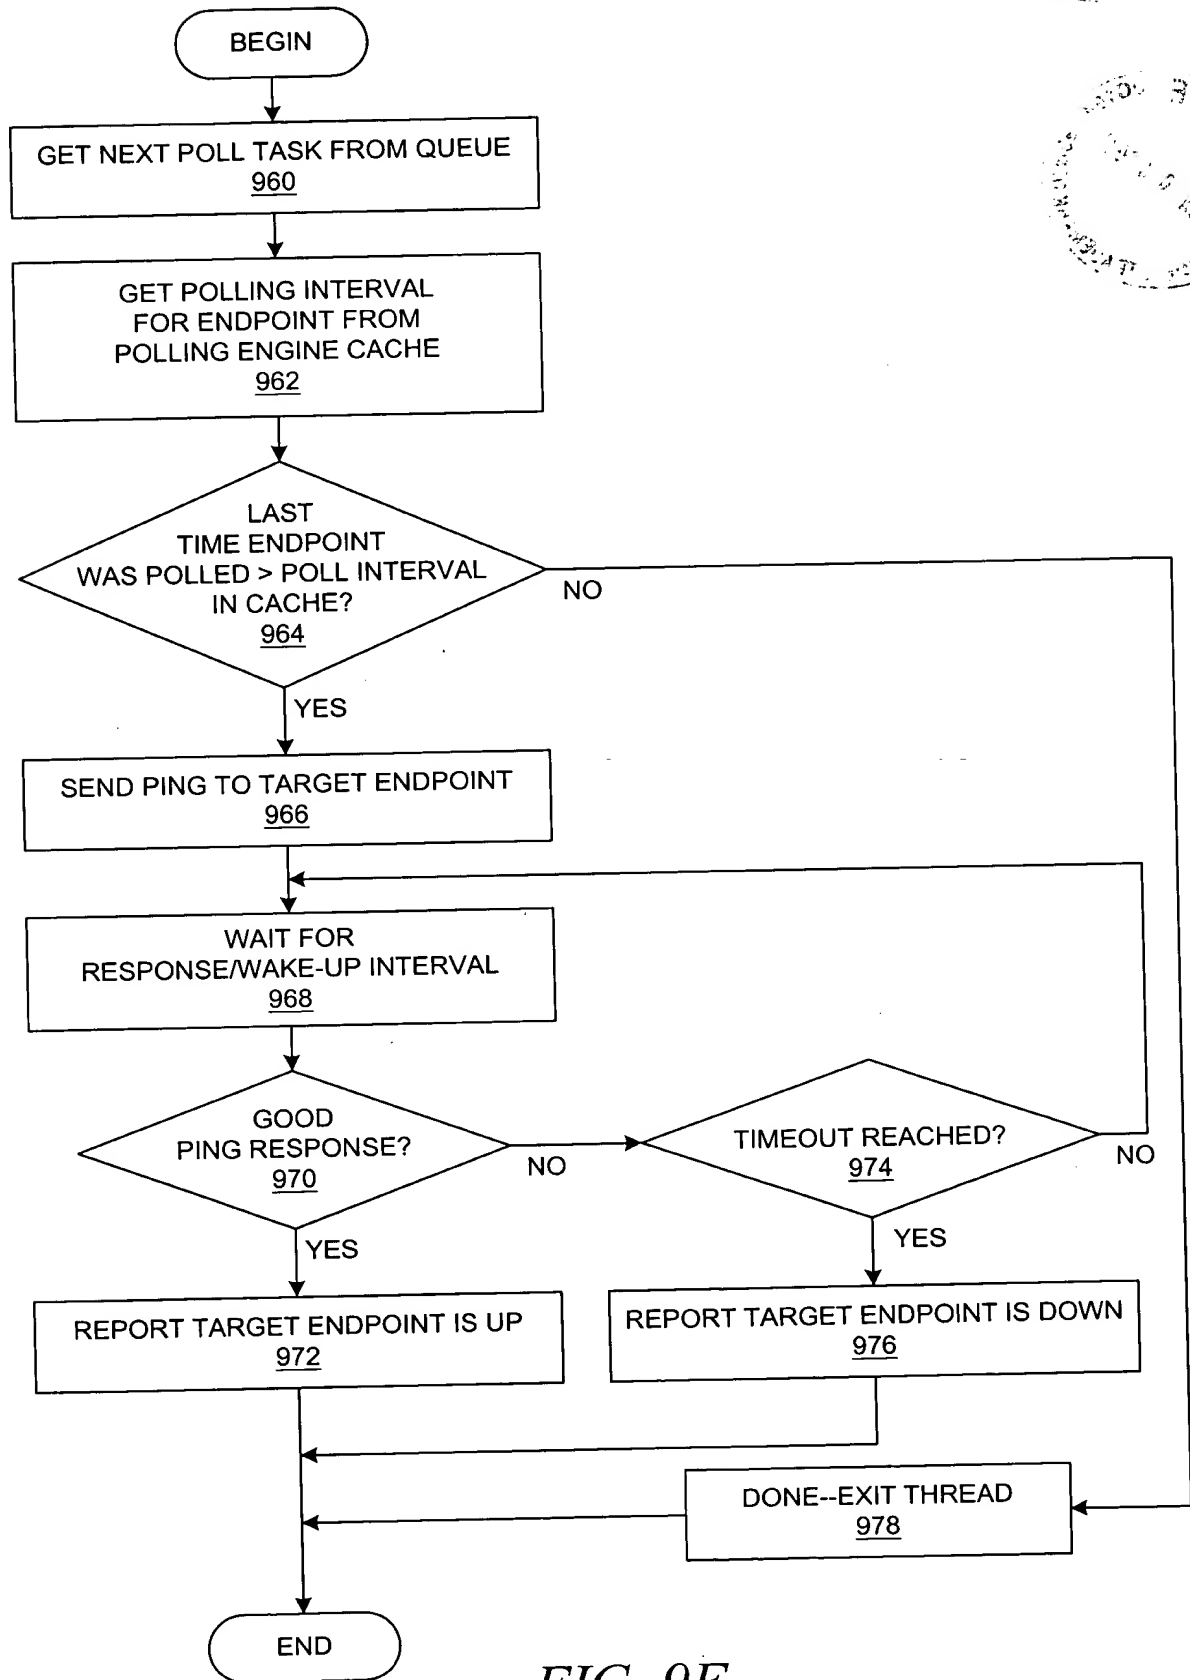 BEGIN
GET NEXT POLL TASK FROM QUEUE
960
GET POLLING INTERVAL
FOR ENDPOINT FROM
POLLING ENGINE CACHE
962
LAST
TIME ENDPOINT
WAS POLLED > POLL INTERVAL
IN CACHE?
964
NO
YES
SEND PING TO TARGET ENDPOINT
966
WAIT FOR
RESPONSE/WAKE-UP INTERVAL
968
GOOD
PING RESPONSE?
970
NO
TIMEOUT REACHED?
974
NO
YES
YES
REPORT TARGET ENDPOINT IS UP
972
REPORT TARGET ENDPOINT IS DOWN
976
DONE--EXIT THREAD
978
END